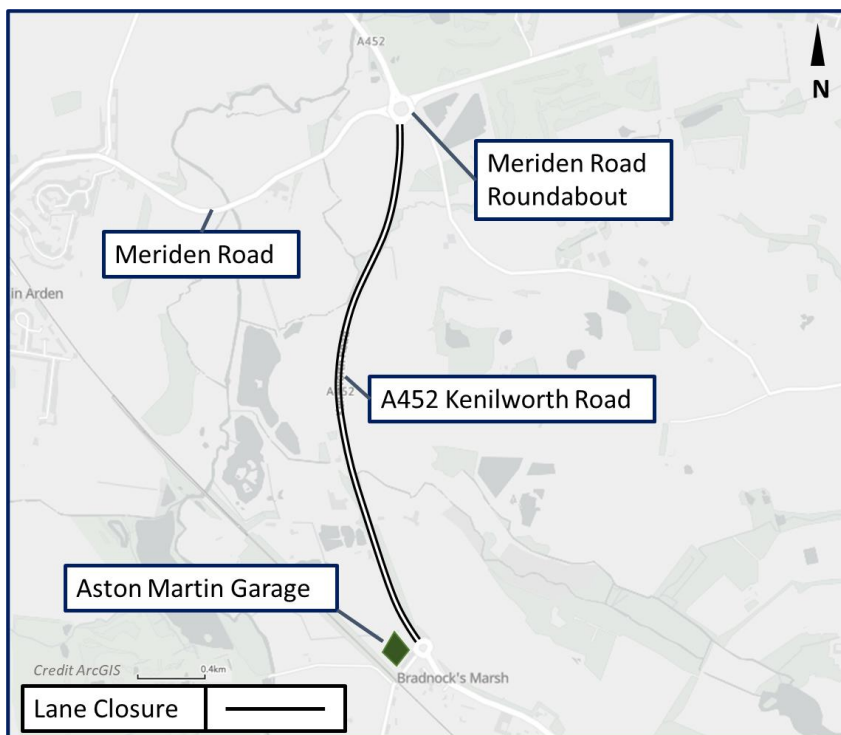 A452
N
Meriden Road
Roundabout
Meriden Road
in Arden
A452 Kenilworth Road
A452
Aston Martin Garage
Credit ArcGIS
0.4km
Bradnock's Marsh
Lane Closure